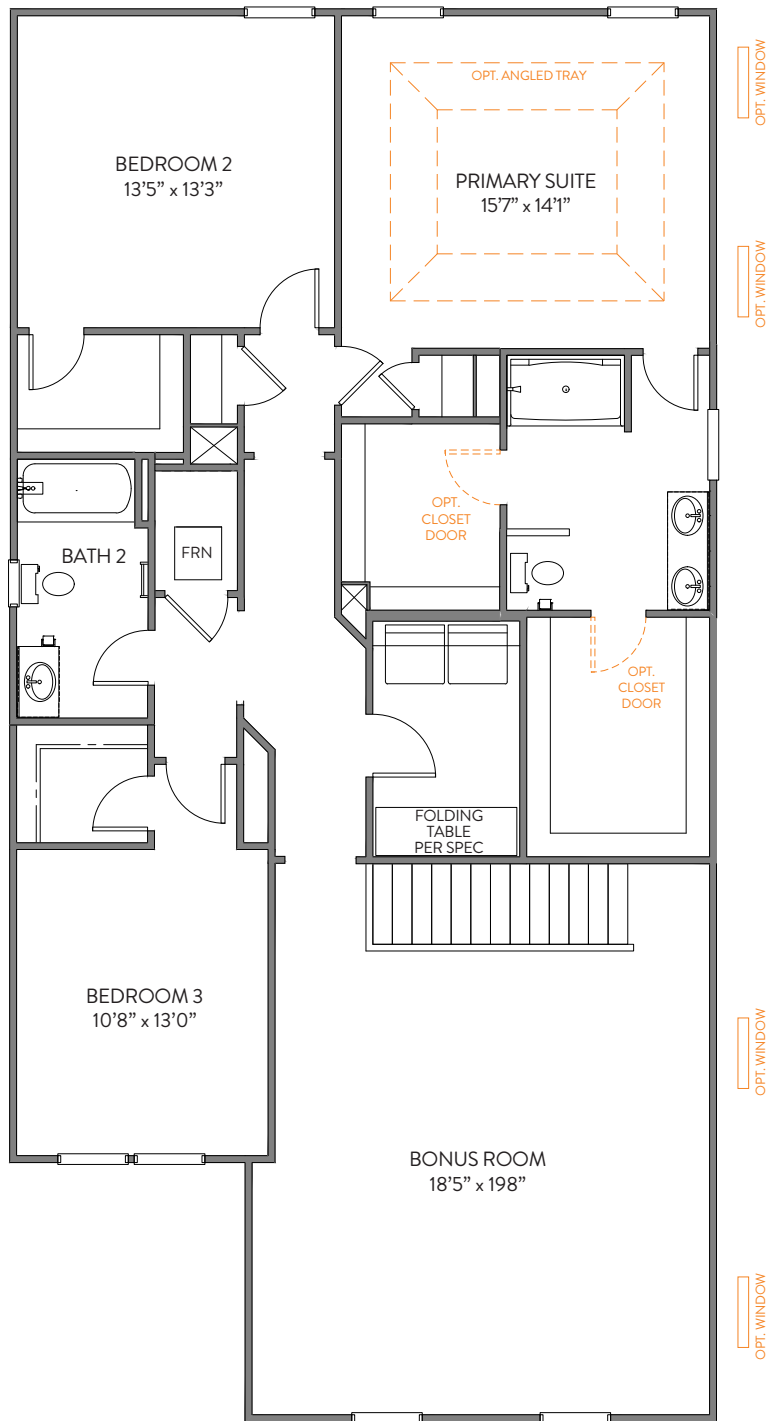 OPT. WINDOW
OPT. ANGLED TRAY
BEDROOM 2
13'5” x 13'3”
PRIMARY SUITE
15'7” x 14'1”
OPT. WINDOW
OPT.
CLOSET
DOOR
BATH 2
FRN
OPT.
CLOSET
DOOR
FOLDING
TABLE
PER SPEC
BEDROOM 3
10'8” x 13'0”
OPT. WINDOW
BONUS ROOM
18'5” x 198”
OPT. WINDOW